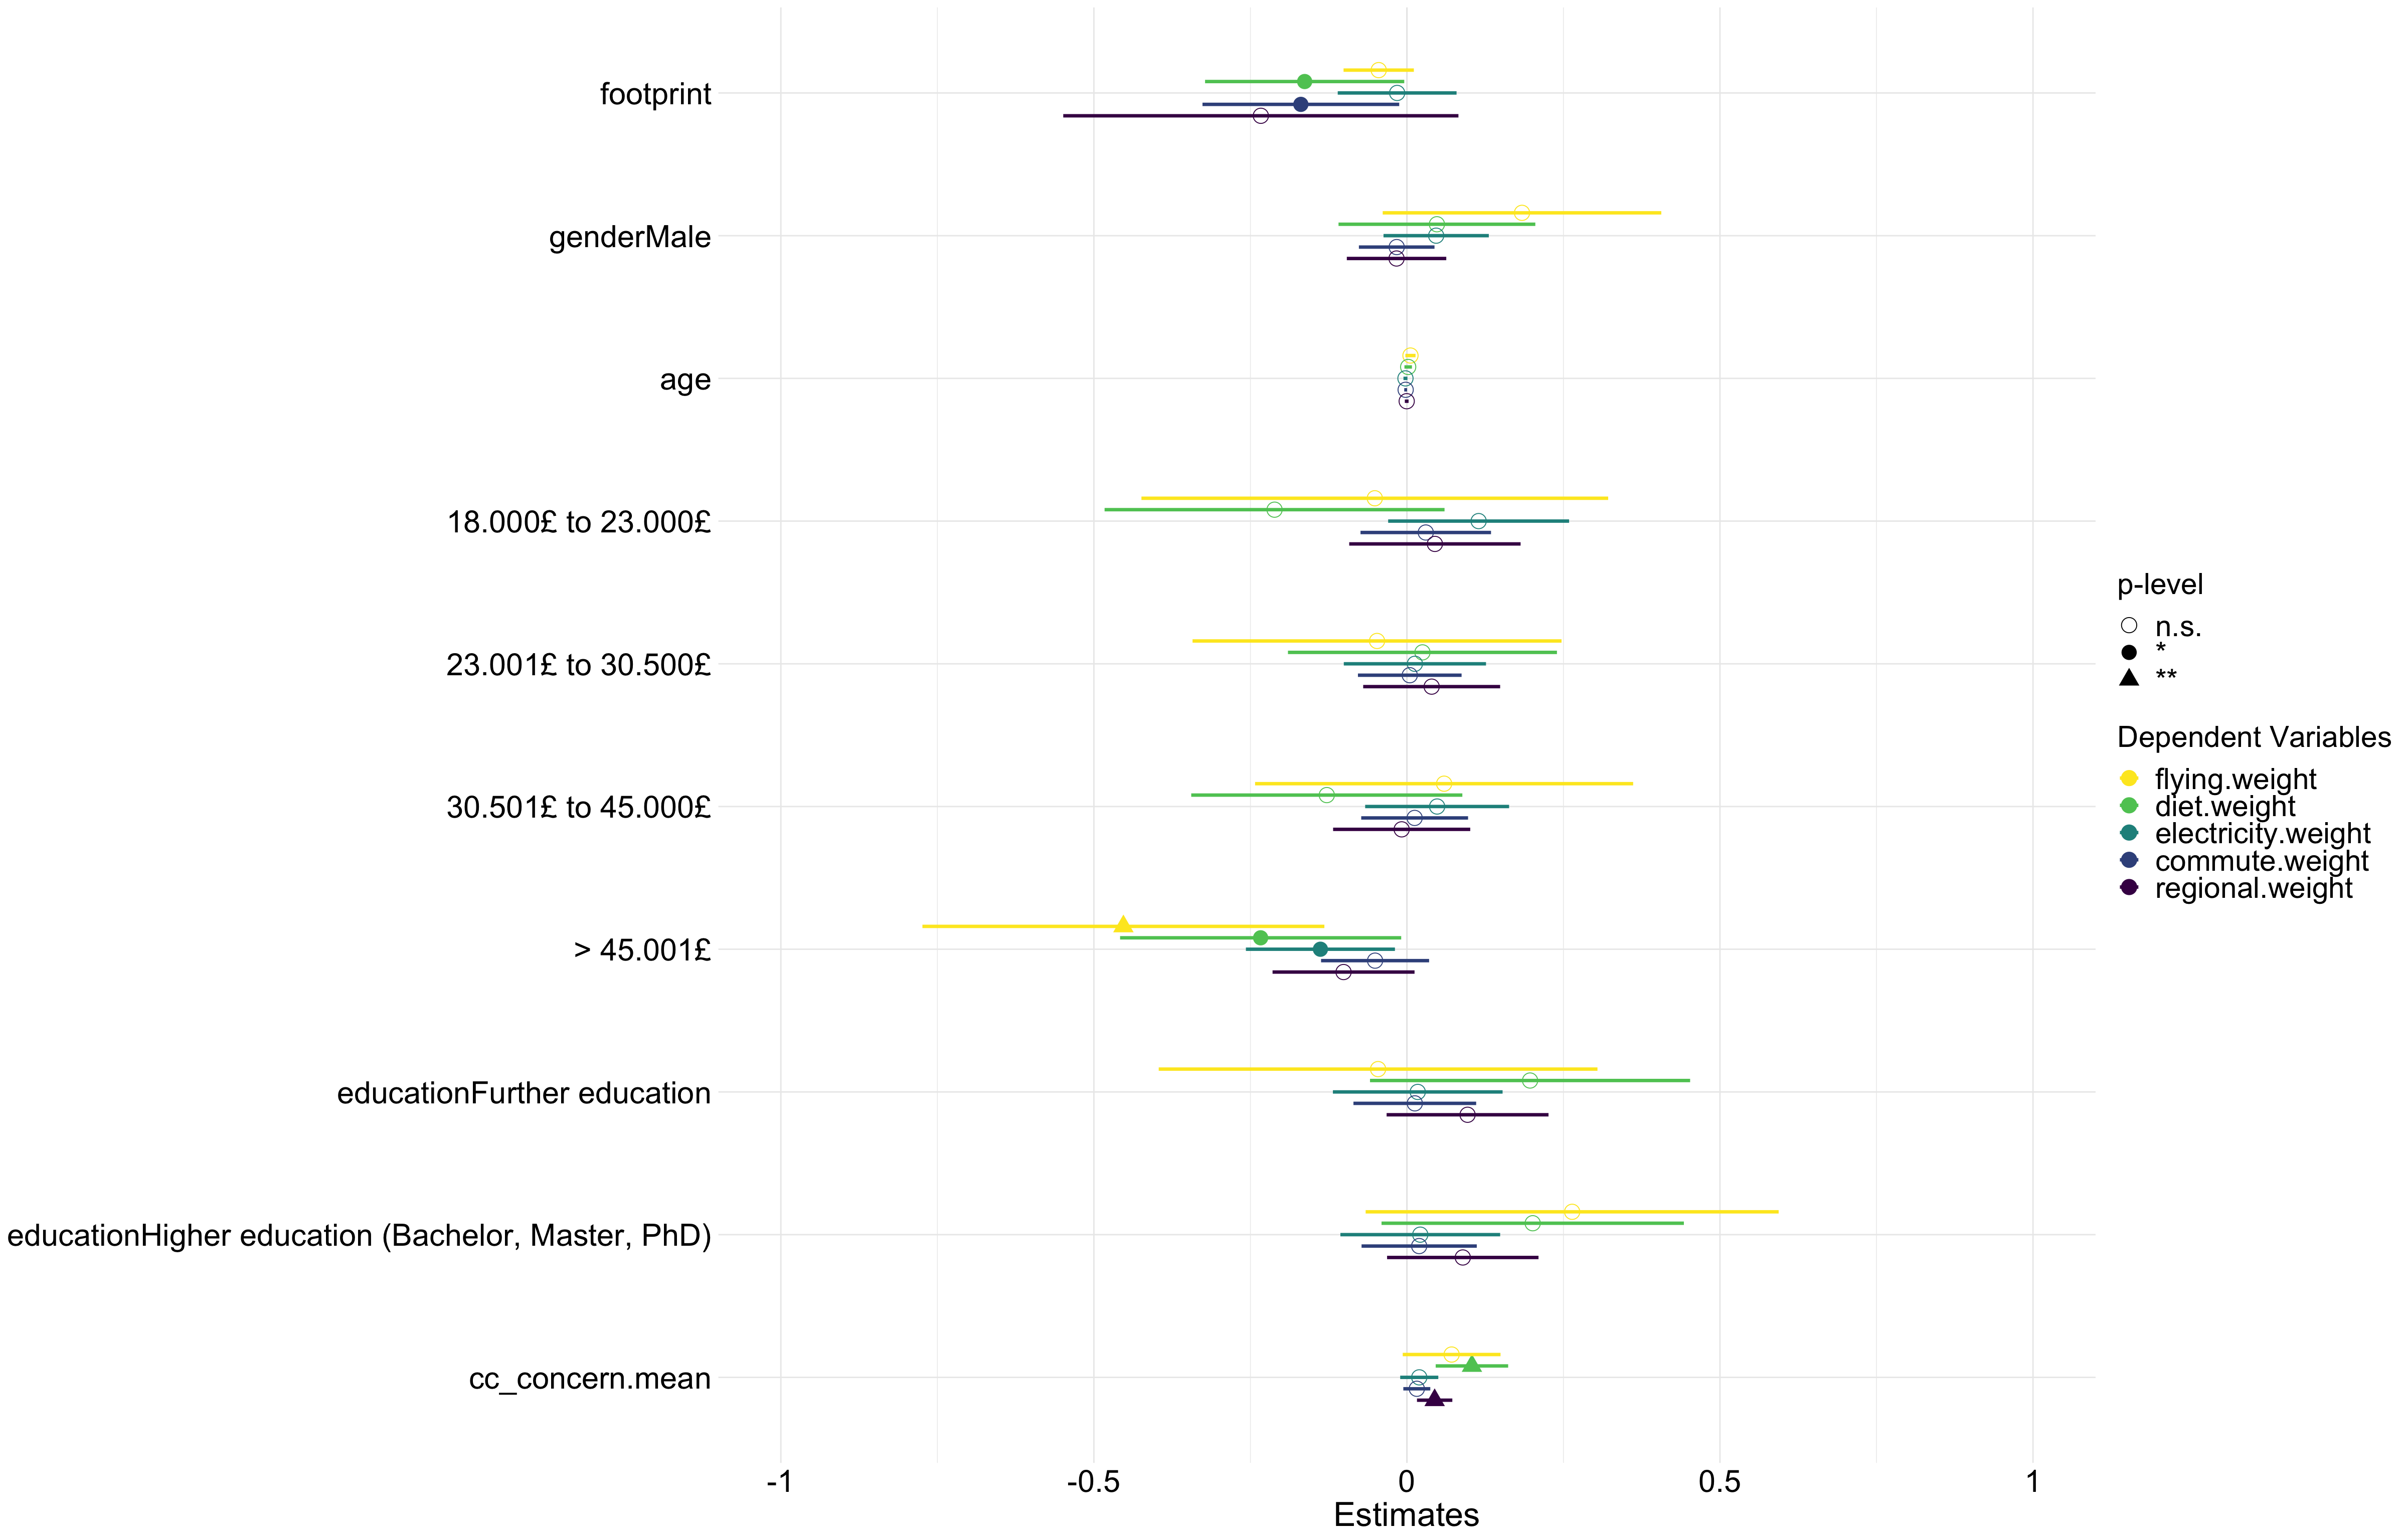 footprint
genderMale
age
18.000£ to 23.000£
23.001£ to 30.500£
30.501£ to 45.000£
> 45.001£
educationFurther education
educationHigher education (Bachelor, Master, PhD)
cc_concern.mean
-1
-0.5
0
0.5
1
Estimates
p-level
n.s.
*
**
Dependent Variables
flying.weight
diet.weight
electricity.weight
commute.weight
regional.weight